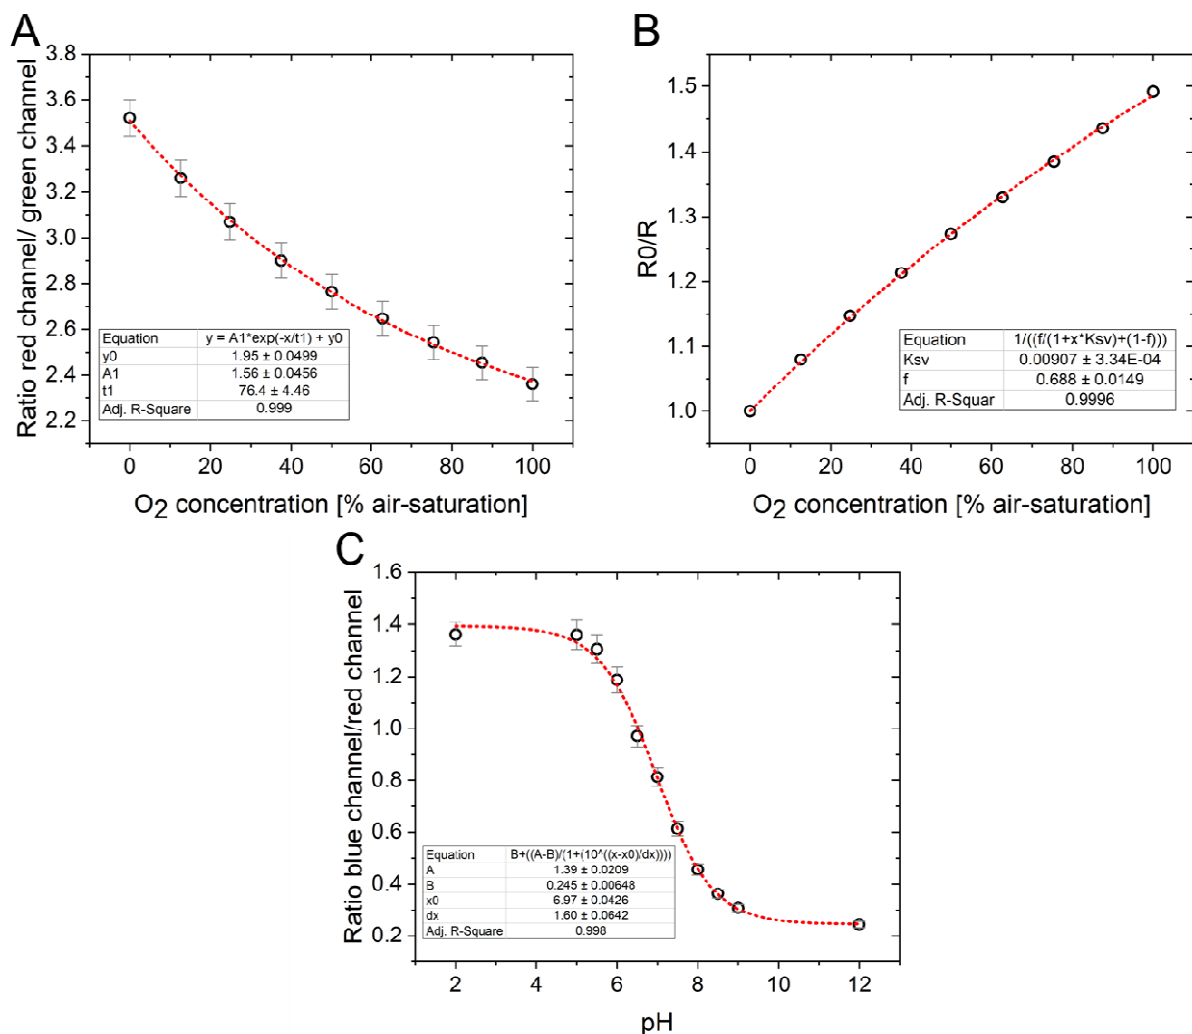 A
Ratio red channel/ green channel
3.8
3.6
3.4
3.2
3.0
2.8
2.6
2.4
2.2
Equation y = A1*exp(-x/t1) + y0
y0 1.95 ± 0.0499
A1 1.56 ± 0.0456
t1 76.4 ± 4.46
Adj. R-Square 0.999
0 20 40 60 80 100
O2 concentration [% air-saturation]
B
R0/R
1.5
1.4
1.3
1.2
1.1
1.0
Equation 1/((f/(1+x*Ksv)+(1-f)))
Ksv 0.00907 ± 3.34E-04
f 0.688 ± 0.0149
Adj. R-Squar 0.9996
0 20 40 60 80 100
O2 concentration [% air-saturation]
C
Ratio blue channel/red channel
1.6
1.4
1.2
1.0
0.8
0.6
0.4
0.2
Equation B+((A-B)/(1+(10^((x-x0)/dx))))
A 1.39 ± 0.0209
B 0.245 ± 0.00648
x0 6.97 ± 0.0426
dx 1.60 ± 0.0642
Adj. R-Square 0.998
2 4 6 8 10 12
pH